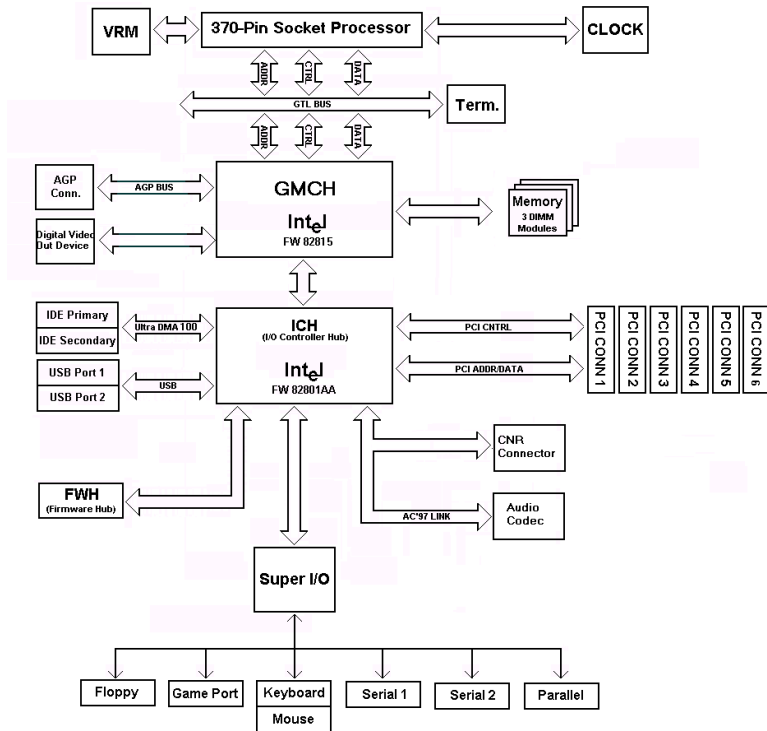 VRM
370-Pin Socket Processor
CLOCK
ADDR
CTRL
DATA
GTL BUS
Term.
ADDR
CTRL
DATA
AGP
Conn.
AGP BUS
GMCH
Intel
FW 82815
Memory
3 DIMM
Modules
Digital Video
Out Device
IDE Primary
IDE Secondary
Ultra DMA 100
ICH
(I/O Controller Hub)
Intel
FW 82801AA
PCI CNTRL
PCI ADDR/DATA
PCI CONN 1
PCI CONN 2
PCI CONN 3
PCI CONN 4
PCI CONN 5
PCI CONN 6
USB Port 1
USB Port 2
USB
CNR
Connector
FWH
(Firmware Hub)
AC'97 LINK
Audio
Codec
Super I/O
Floppy
Game Port
Keyboard
Mouse
Serial 1
Serial 2
Parallel